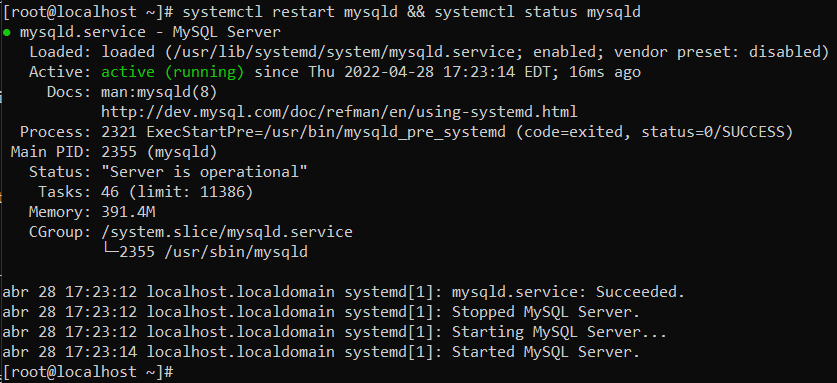 [root@localhost ~]# systemctl restart mysqld && systemctl status mysqld
● mysqld.service - MySQL Server
   Loaded: loaded (/usr/lib/systemd/system/mysqld.service; enabled; vendor preset: disabled)
   Active: active (running) since Thu 2022-04-28 17:23:14 EDT; 16ms ago
     Docs: man:mysqld(8)
           http://dev.mysql.com/doc/refman/en/using-systemd.html
  Process: 2321 ExecStartPre=/usr/bin/mysqld_pre_systemd (code=exited, status=0/SUCCESS)
 Main PID: 2355 (mysqld)
   Status: "Server is operational"
    Tasks: 46 (limit: 11386)
   Memory: 391.4M
   CGroup: /system.slice/mysqld.service
           └─2355 /usr/sbin/mysqld
abr 28 17:23:12 localhost.localdomain systemd[1]: mysqld.service: Succeeded.
abr 28 17:23:12 localhost.localdomain systemd[1]: Stopped MySQL Server.
abr 28 17:23:12 localhost.localdomain systemd[1]: Starting MySQL Server...
abr 28 17:23:14 localhost.localdomain systemd[1]: Started MySQL Server.
[root@localhost ~]#